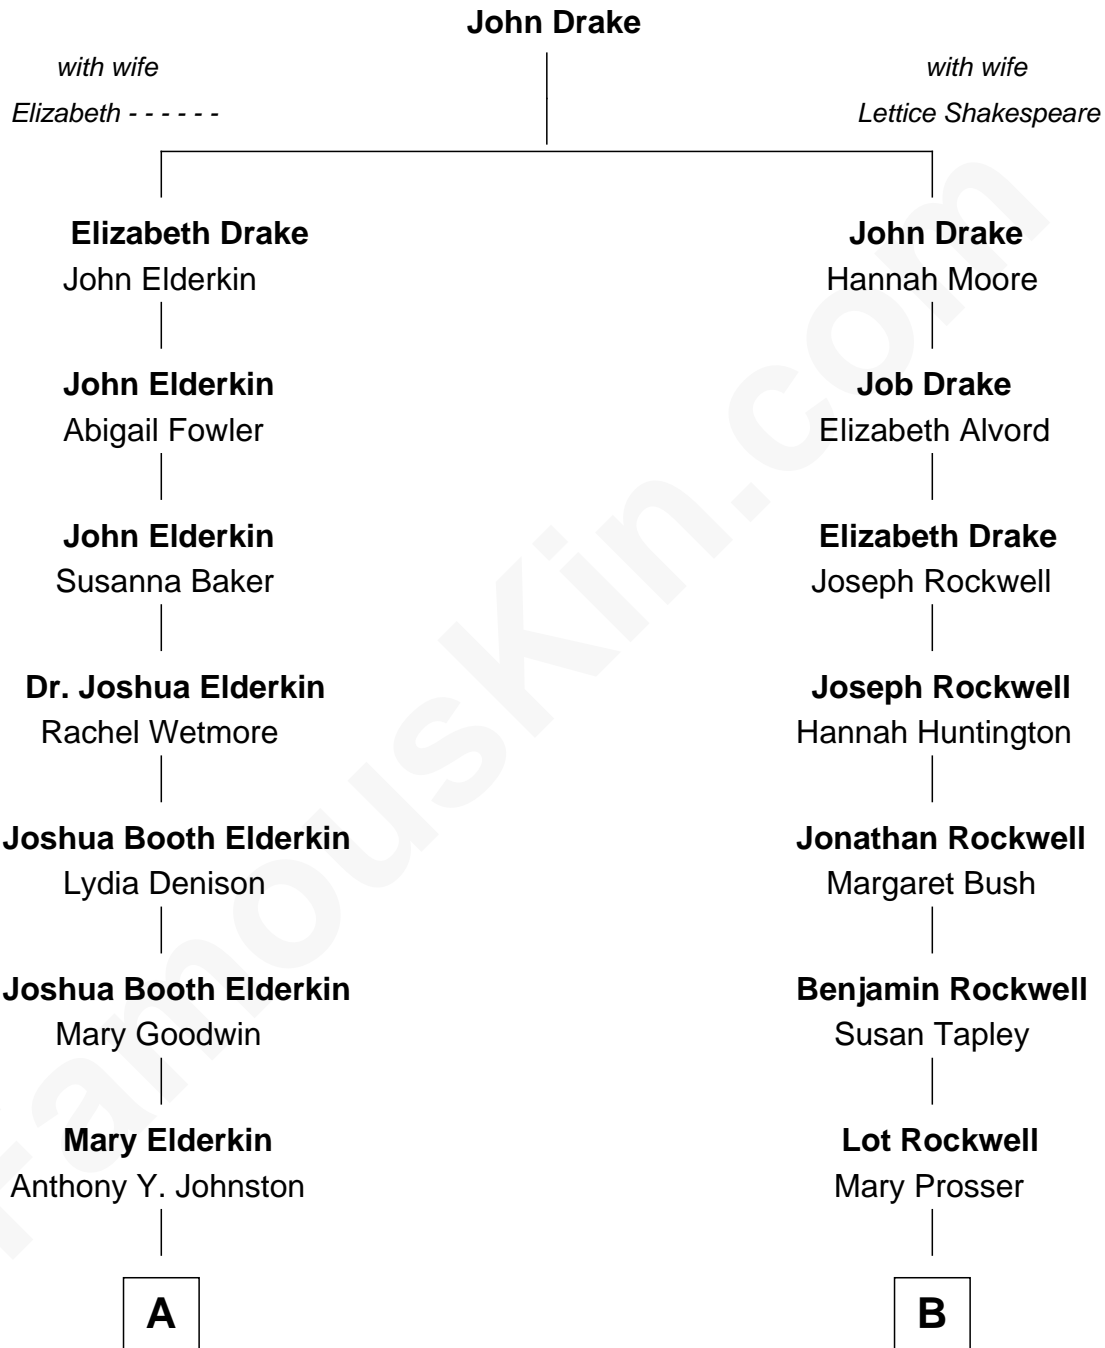 John Drake
with wife
Elizabeth - - - - - -
with wife
Lettice Shakespeare
Elizabeth Drake
John Elderkin
John Drake
Hannah Moore
John Elderkin
Abigail Fowler
Job Drake
Elizabeth Alvord
John Elderkin
Susanna Baker
Elizabeth Drake
Joseph Rockwell
Dr. Joshua Elderkin
Rachel Wetmore
Joseph Rockwell
Hannah Huntington
Joshua Booth Elderkin
Lydia Denison
Jonathan Rockwell
Margaret Bush
Joshua Booth Elderkin
Mary Goodwin
Benjamin Rockwell
Susan Tapley
Mary Elderkin
Anthony Y. Johnston
Lot Rockwell
Mary Prosser
A
B
FamousKin.com